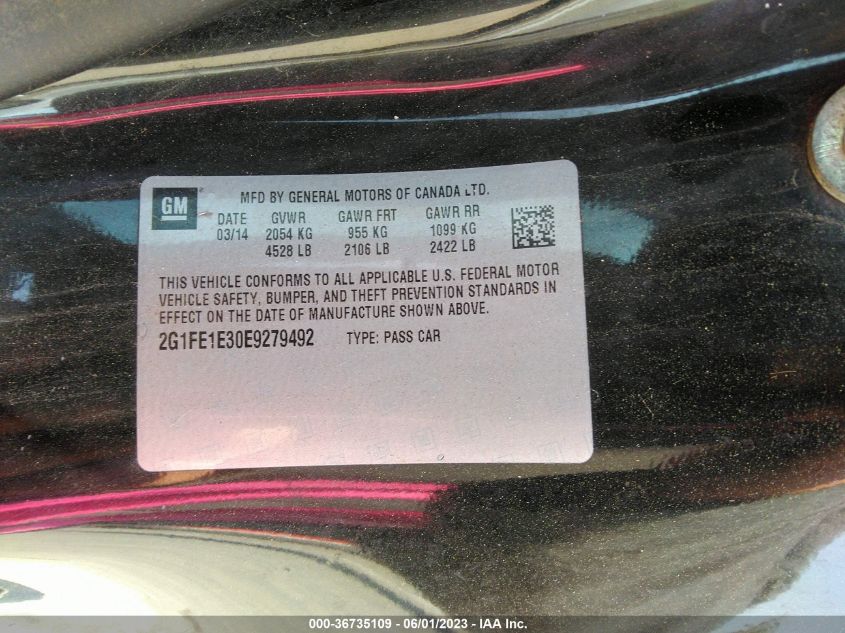 GM
MFD BY GENERAL MOTORS OF CANADA LTD.
DATE GVWR GAWR FRT GAWR RR
03/14 2054 KG 955 KG 1099 KG
4528 LB 2106 LB 2422 LB
THIS VEHICLE CONFORMS TO ALL APPLICABLE U.S. FEDERAL MOTOR
VEHICLE SAFETY, BUMPER, AND THEFT PREVENTION STANDARDS IN
EFFECT ON THE DATE OF MANUFACTURE SHOWN ABOVE.
2G1FE1E30E9279492 TYPE: PASS CAR
000-36735109 - 06/01/2023 - IAA Inc.